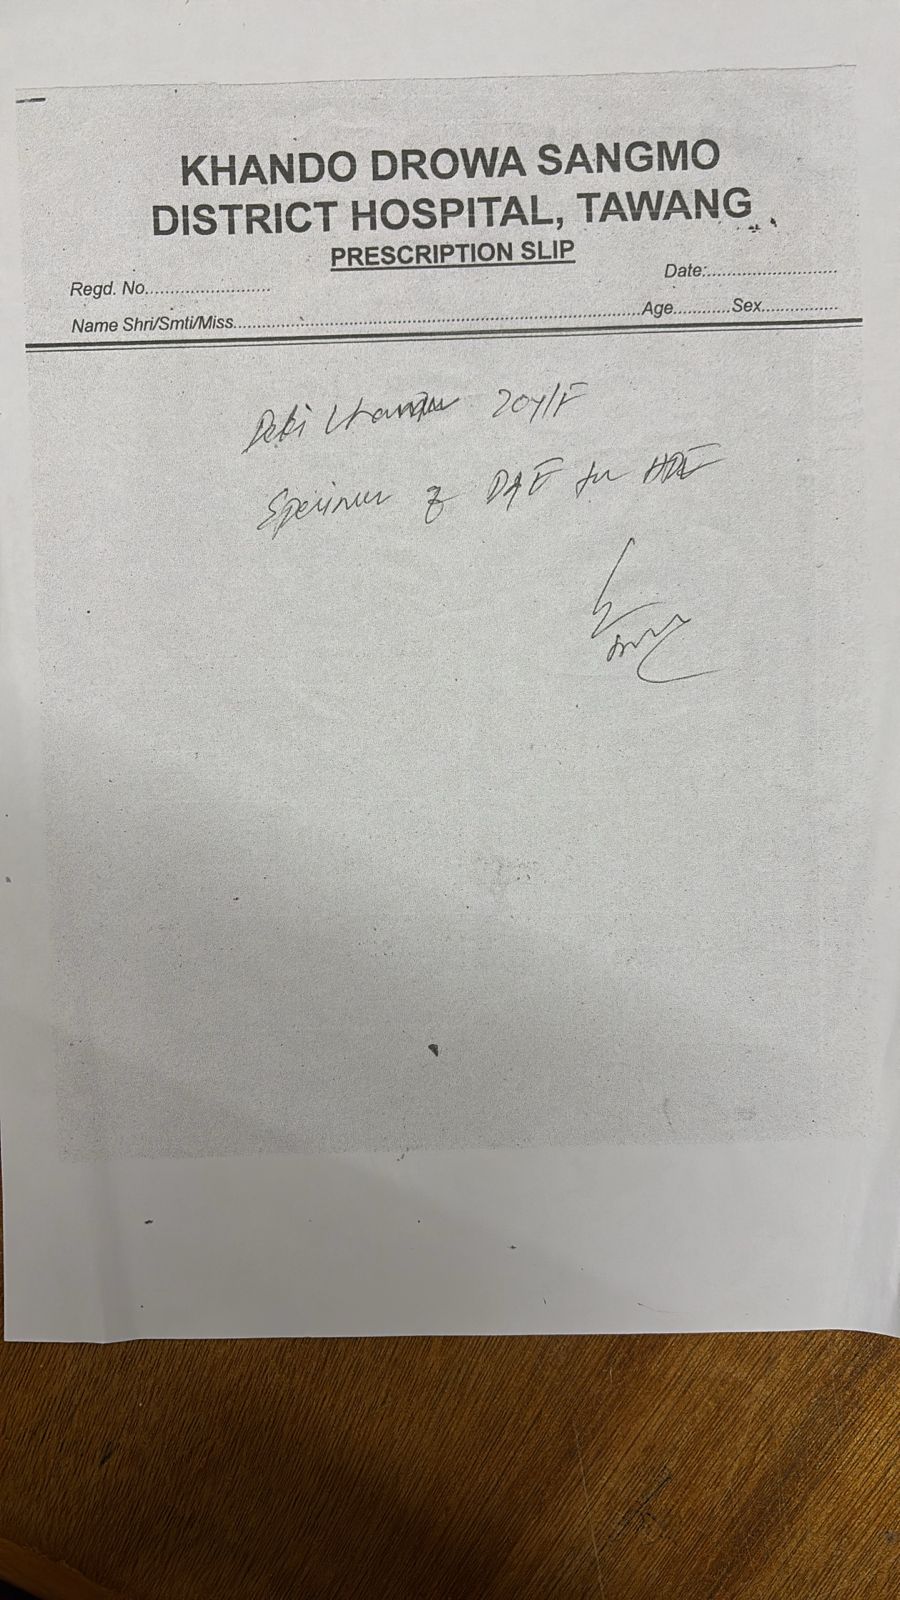 KHANDO DROWA SANGMO
DISTRICT HOSPITAL, TAWANG
PRESCRIPTION SLIP
Regd. No........................ Date:..........................
Name Shri/Smti/Miss.................................................................................Age...........Sex...............
20y/F
Specimen of D&E for HPE